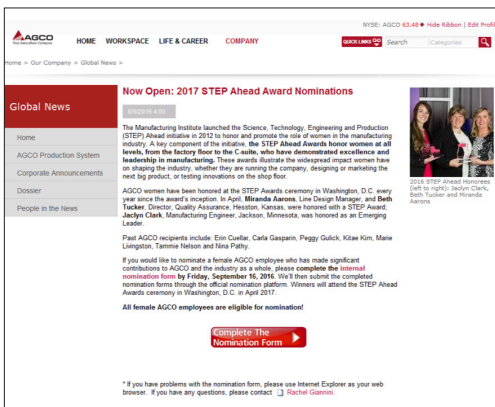 NYSE: AGCO 63.48 Hide Ribbon | Edit Profi
AGCO
Your Agriculture Company
HOME WORKSPACE LIFE & CAREER COMPANY
QUICK LINKS Search Categories
Home > Our Company > Global News >
Global News
Home
AGCO Production System
Corporate Announcements
Dossier
People in the News
Now Open: 2017 STEP Ahead Award Nominations
4:00
The Manufacturing Institute launched the Science, Technology, Engineering and Production
(STEP) Ahead initiative in 2012 to honor and promote the role of women in the manufacturing
industry. A key component of the initiative, the STEP Ahead Awards honor women at all
levels, from the factory floor to the C-suite, who have demonstrated excellence and
leadership in manufacturing. These awards illustrate the widespread impact women have
on shaping the industry, whether they are running the company, designing or marketing the
next big product, or testing innovations on the shop floor.
AGCO women have been honored at the STEP Awards ceremony in Washington, D.C. every
year since the award's inception. In April, Miranda Aarons, Line Design Manager, and Beth
Tucker, Director, Quality Assurance, Hesston, Kansas, were honored with a STEP Award;
Jaclyn Clark, Manufacturing Engineer, Jackson, Minnesota, was honored as an Emerging
Leader.
Past AGCO recipients include: Erin Cuellar, Carla Gasparin, Peggy Gulick, Kitae Kim, Marie
Livingston, Tammie Nelson and Nina Pathy.
If you would like to nominate a female AGCO employee who has made significant
contributions to AGCO and the industry as a whole, please complete the internal
nomination form by Friday, September 16, 2016. We'll then submit the completed
nomination forms through the official nomination platform. Winners will attend the STEP Ahead
Awards ceremony in Washington, D.C. in April 2017.
All female AGCO employees are eligible for nomination!
Complete The
Nomination Form
* If you have problems with the nomination form, please use Internet Explorer as your web
browser. If you have any questions, please contact Rachel Giannini.
2016 STEP Ahead Honorees
(left to right): Jaclyn Clark,
Beth Tucker and Miranda
Aarons